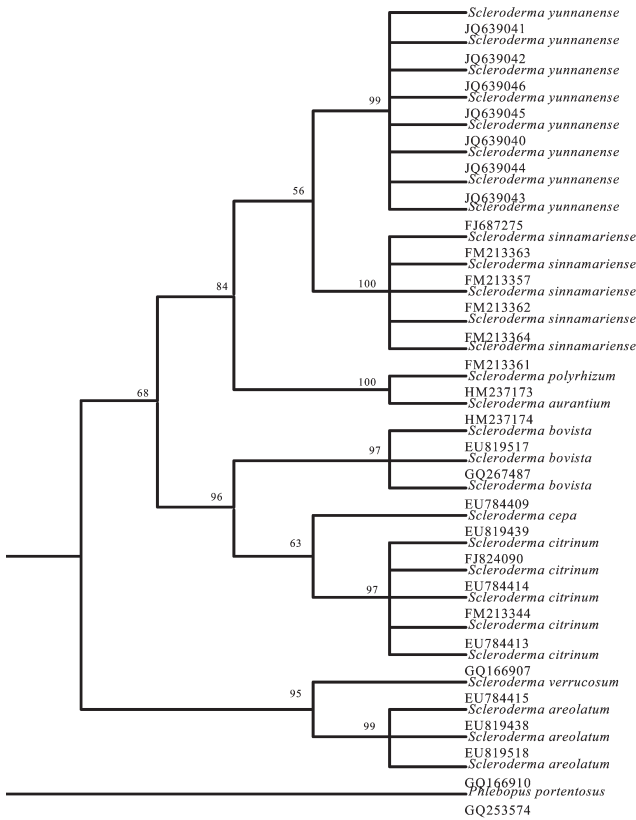 Scleroderma yunnanense
JQ639041
Scleroderma yunnanense
JQ639042
Scleroderma yunnanense
JQ639046
Scleroderma yunnanense
99
JQ639045
Scleroderma yunnanense
JQ639040
Scleroderma yunnanense
JQ639044
Scleroderma yunnanense
56
JQ639043
Scleroderma yunnanense
FJ687275
Scleroderma sinnamariense
FM213363
Scleroderma sinnamariense
84
100
FM213357
Scleroderma sinnamariense
FM213362
Scleroderma sinnamariense
FM213364
Scleroderma sinnamariense
FM213361
Scleroderma polyrhizum
100
68
HM237173
Scleroderma aurantium
HM237174
Scleroderma bovista
97
EU819517
Scleroderma bovista
GQ267487
Scleroderma bovista
96
EU784409
Scleroderma cepa
EU819439
Scleroderma citrinum
63
FJ824090
Scleroderma citrinum
97
EU784414
Scleroderma citrinum
FM213344
Scleroderma citrinum
EU784413
Scleroderma citrinum
GQ166907
Scleroderma verrucosum
95
EU784415
Scleroderma areolatum
99
EU819438
Scleroderma areolatum
EU819518
Scleroderma areolatum
GQ166910
Phlebopus portentosus
GQ253574